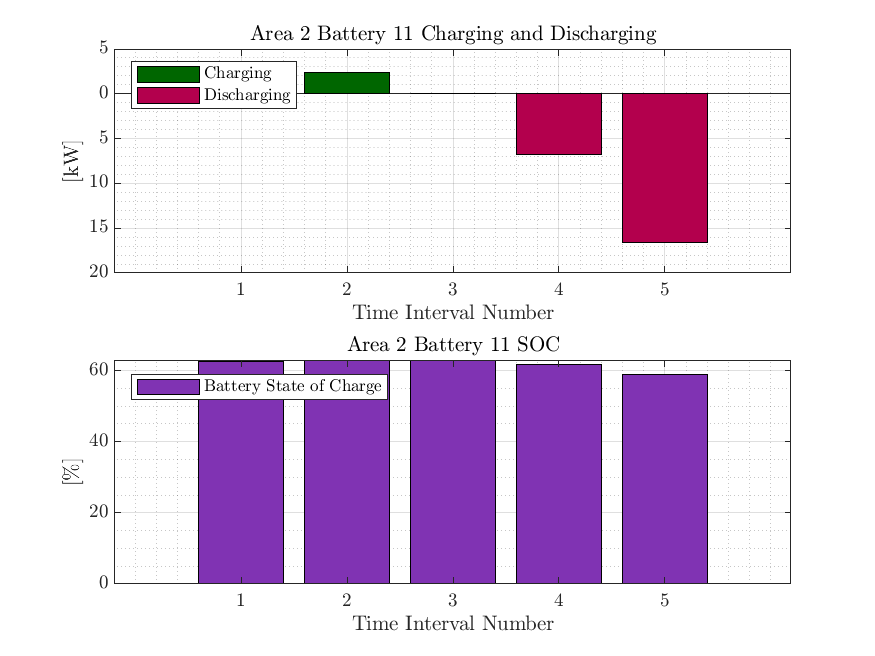 Area 2 Battery 11 Charging and Discharging
5
0
5
10
15
20
[kW]
Charging
Discharging
1 2 3 4 5
Time Interval Number
Area 2 Battery 11 SOC
60
40
20
0
[%]
Battery State of Charge
1 2 3 4 5
Time Interval Number